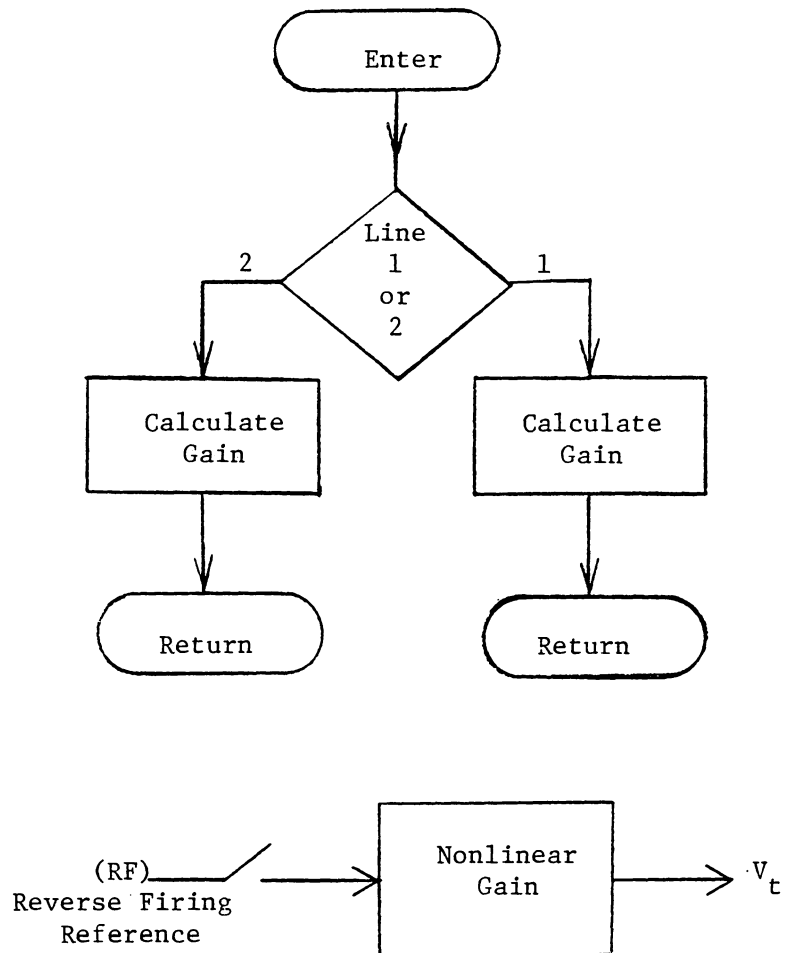 Enter
Line
1
or
2
2
1
Calculate
Gain
Calculate
Gain
Return
Return
(RF)
Reverse Firing
Reference
Nonlinear
Gain
V_t